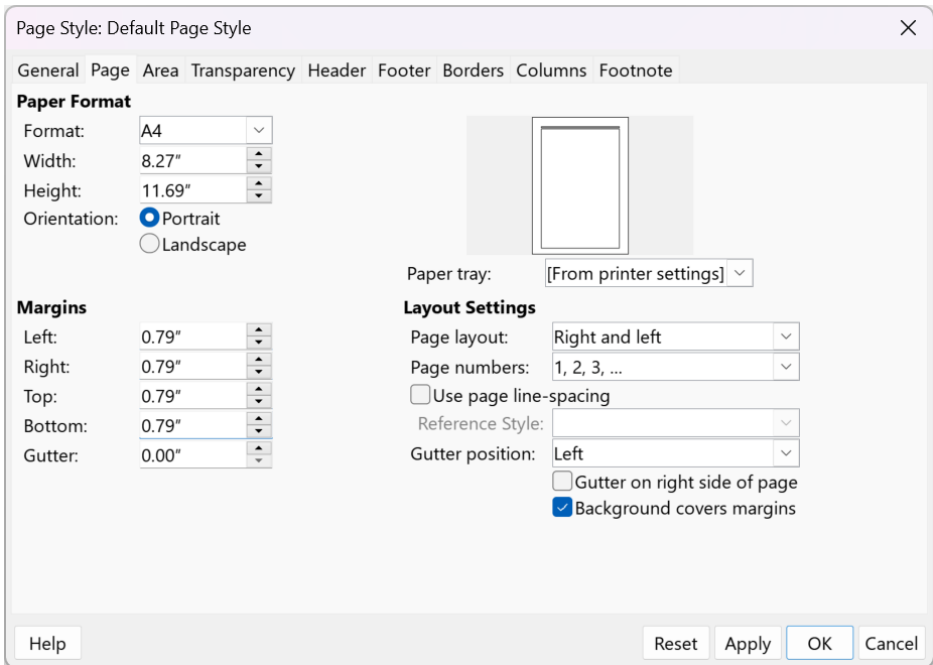 Page Style: Default Page Style
General Page Area Transparency Header Footer Borders Columns Footnote
Paper Format
Format: A4
Width: 8.27″
Height: 11.69″
Orientation: Portrait
Landscape
Paper tray: [From printer settings]
Margins
Left: 0.79″
Right: 0.79″
Top: 0.79″
Bottom: 0.79″
Gutter: 0.00″
Layout Settings
Page layout: Right and left
Page numbers: 1, 2, 3, ...
Use page line-spacing
Reference Style:
Gutter position: Left
Gutter on right side of page
Background covers margins
Help Reset Apply OK Cancel